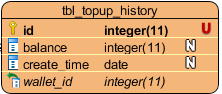 tbl_topup_history
id integer(11) U
balance integer(11) N
create_time date N
wallet_id integer(11)